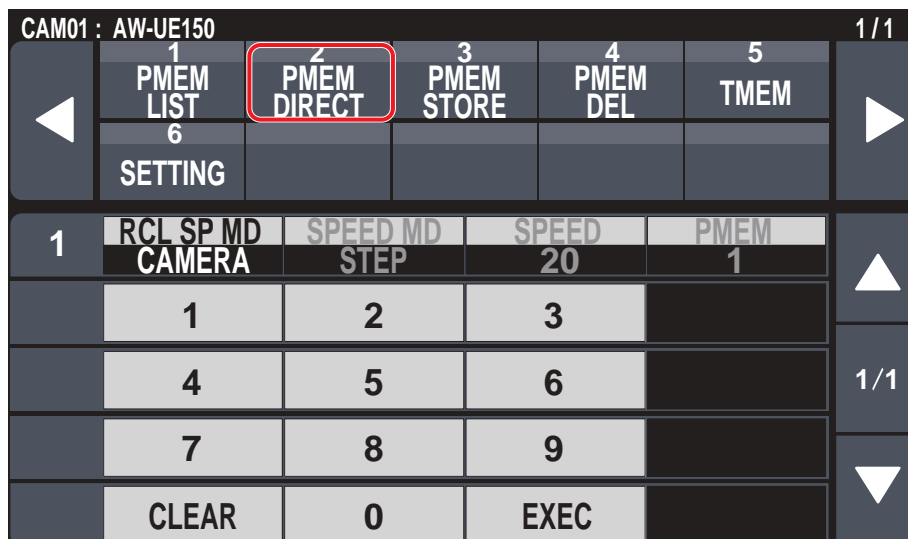 CAM01 : AW-UE150 1 / 1
1 2 3 4 5
PMEM LIST PMEM DIRECT PMEM STORE PMEM DEL TMEM
6
SETTING
1 RCL SP MD SPEED MD SPEED PMEM
CAMERA STEP 20 1
1 2 3
4 5 6 1/1
7 8 9
CLEAR 0 EXEC